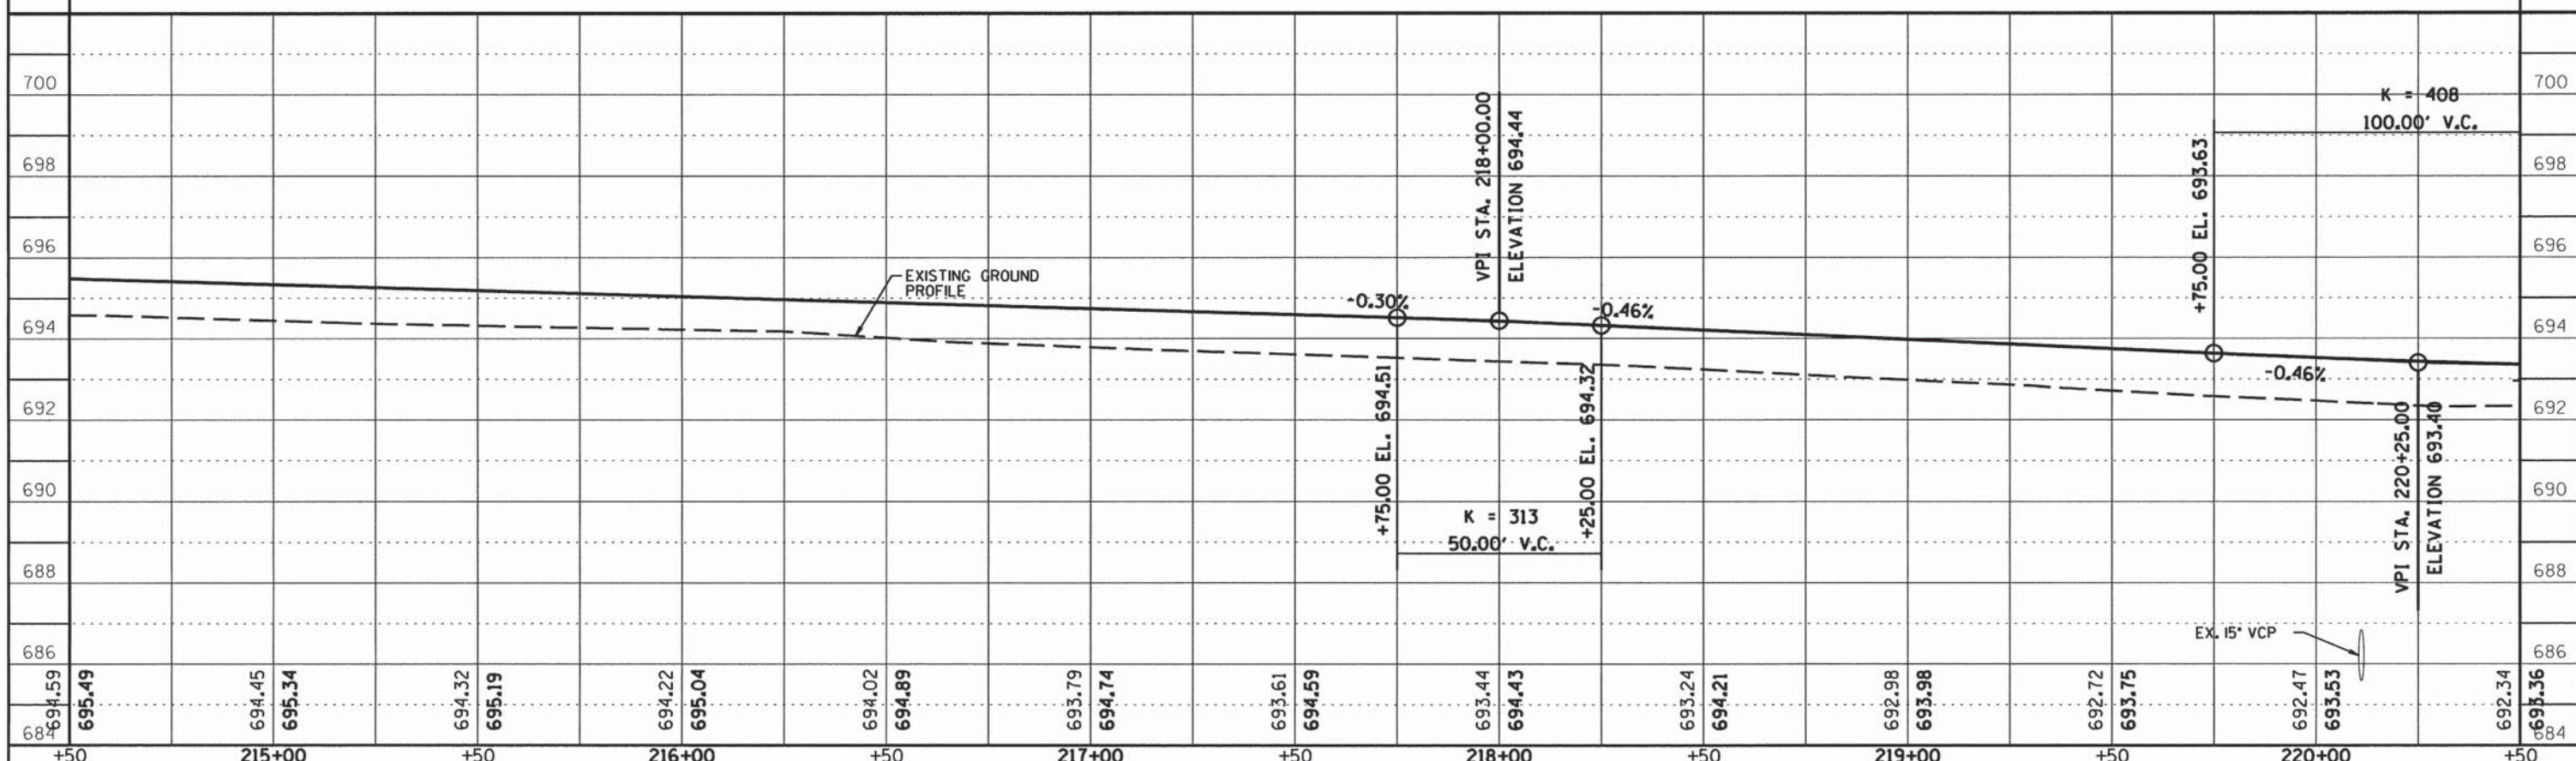 700 700
K = 408
100.00' V.C.
698 698
+75.00 EL. 693.63
VPI STA. 218+00.00
ELEVATION 694.44
696 696
EXISTING GROUND
PROFILE
-0.30%
-0.46%
694 694
-0.46%
692 692
+75.00 EL. 694.51
+25.00 EL. 694.32
VPI STA. 220+25.00
ELEVATION 693.40
690 690
K = 313
50.00' V.C.
688 688
EX. 15" VCP
686 686
694.59 695.49 694.45 695.34 694.32 695.19 694.22 695.04 694.02 694.89 693.79 694.74 693.61 694.59 693.44 694.43 693.24 694.21 692.98 693.98 692.72 693.75 692.47 693.53 692.34 693.36
684 684
+50 215+00 +50 216+00 +50 217+00 +50 218+00 +50 219+00 +50 220+00 +50